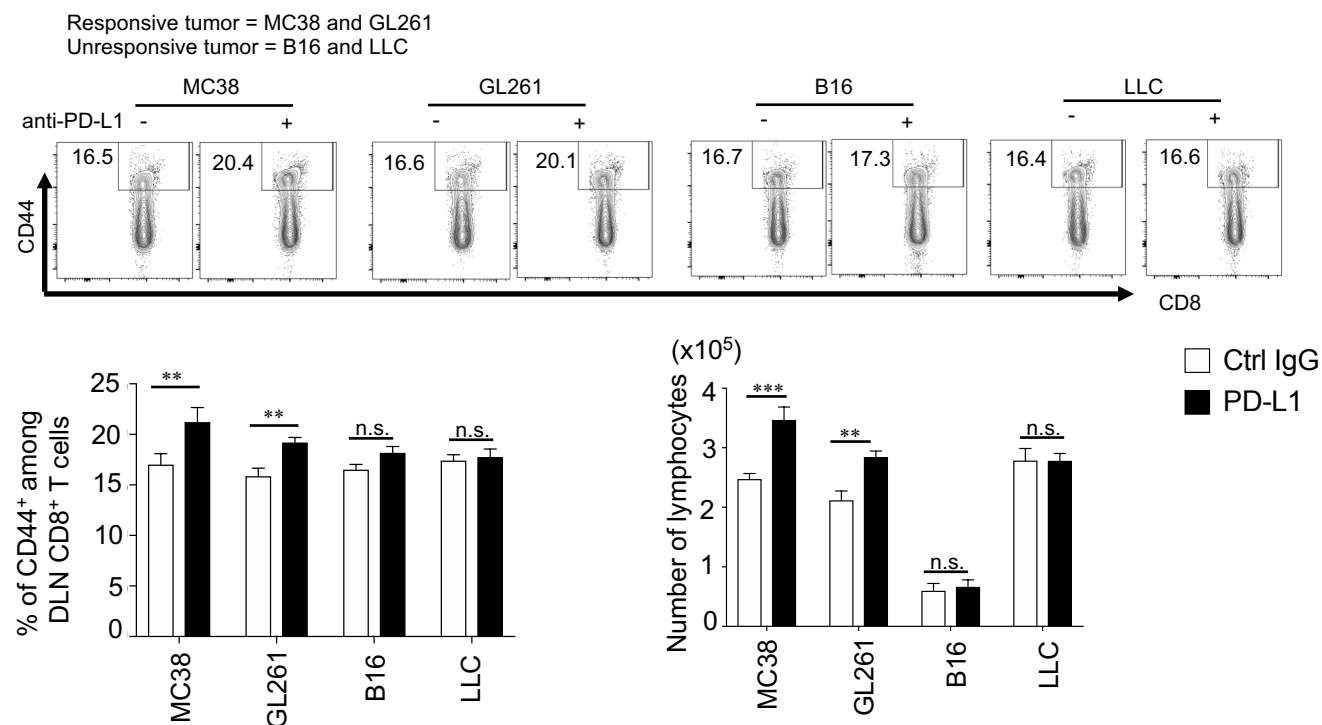 Responsive tumor = MC38 and GL261
Unresponsive tumor = B16 and LLC
MC38 GL261 B16 LLC
anti-PD-L1 - + - + - + - +
16.5 20.4 16.6 20.1 16.7 17.3 16.4 16.6
CD44
CD8
% of CD44⁺ among
DLN CD8⁺ T cells
25
20
15
10
5
0
** ** n.s. n.s.
MC38 GL261 B16 LLC
(x10⁵)
Number of lymphocytes
4
3
2
1
0
*** ** n.s. n.s.
MC38 GL261 B16 LLC
Ctrl IgG
PD-L1